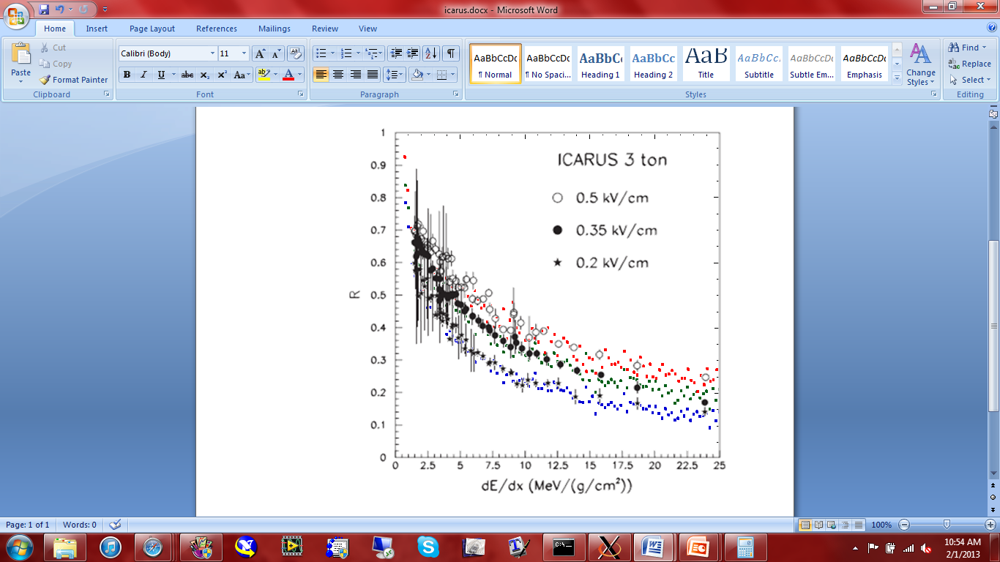 icarus.docx - Microsoft Word
Home Insert Page Layout References Mailings Review View
Paste
Cut
Copy
Format Painter
Clipboard
Calibri (Body) 11
B I U abc x₂ x² Aa A
Font
Paragraph
AaBbCcDc AaBbCcDc AaBbC AaBbCc AaB AaBbCc. AaBbCcDc AaBbCcDc
¶ Normal ¶ No Spaci... Heading 1 Heading 2 Title Subtitle Subtle Em... Emphasis
Styles
Change
Styles
Find
Replace
Select
Editing
ICARUS 3 ton
0.5 kV/cm
0.35 kV/cm
0.2 kV/cm
1
0.9
0.8
0.7
0.6
0.5
0.4
0.3
0.2
0.1
0
R
0 2.5 5 7.5 10 12.5 15 17.5 20 22.5 25
dE/dx (MeV/(g/cm²))
Page: 1 of 1 Words: 0 100%
10:54 AM
2/1/2013